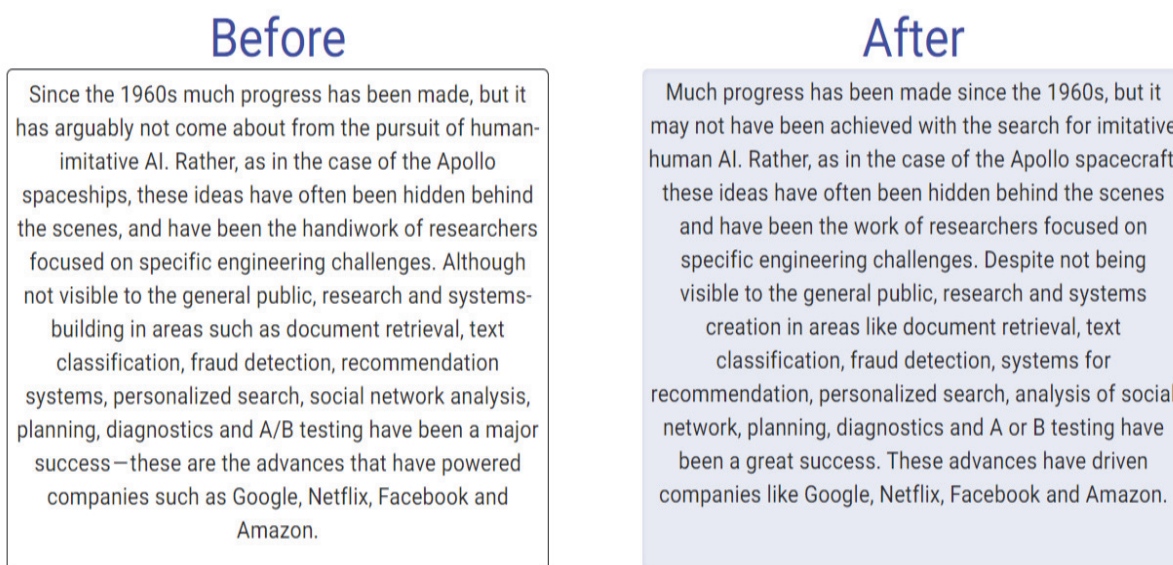 Before
Since the 1960s much progress has been made, but it
has arguably not come about from the pursuit of human-
imitative AI. Rather, as in the case of the Apollo
spaceships, these ideas have often been hidden behind
the scenes, and have been the handiwork of researchers
focused on specific engineering challenges. Although
not visible to the general public, research and systems-
building in areas such as document retrieval, text
classification, fraud detection, recommendation
systems, personalized search, social network analysis,
planning, diagnostics and A/B testing have been a major
success—these are the advances that have powered
companies such as Google, Netflix, Facebook and
Amazon.
After
Much progress has been made since the 1960s, but it
may not have been achieved with the search for imitative
human AI. Rather, as in the case of the Apollo spacecraft
these ideas have often been hidden behind the scenes
and have been the work of researchers focused on
specific engineering challenges. Despite not being
visible to the general public, research and systems
creation in areas like document retrieval, text
classification, fraud detection, systems for
recommendation, personalized search, analysis of social
network, planning, diagnostics and A or B testing have
been a great success. These advances have driven
companies like Google, Netflix, Facebook and Amazon.